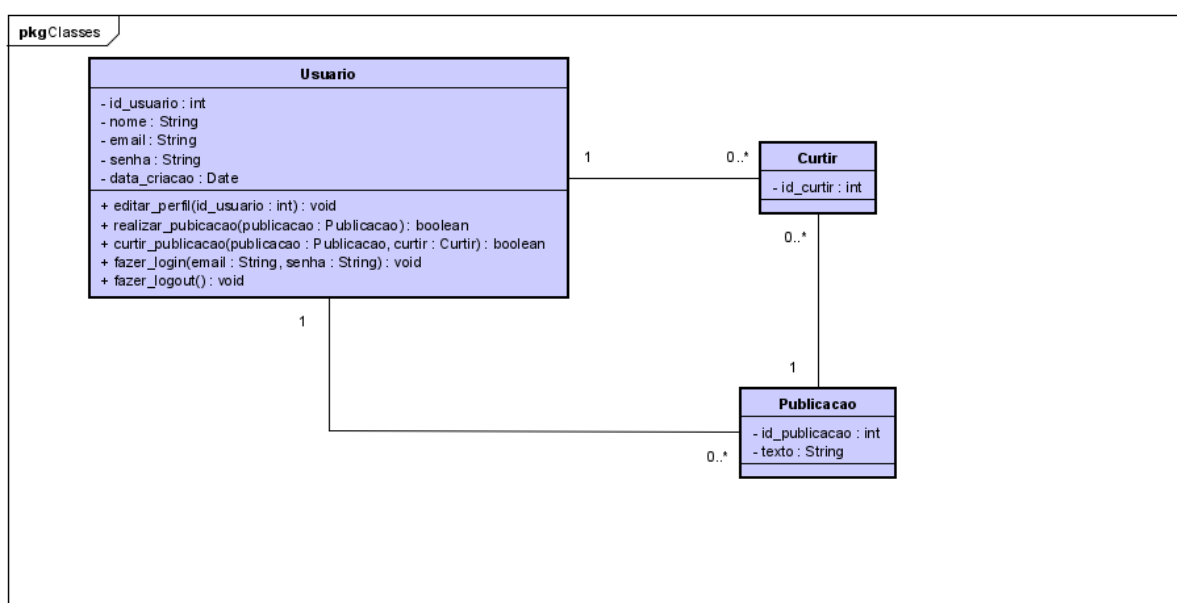 pkgClasses
Usuario
- id_usuario : int
- nome : String
- email : String
- senha : String
- data_criacao : Date
+ editar_perfil(id_usuario : int) : void
+ realizar_pubicacao(publicacao : Publicacao) : boolean
+ curtir_publicacao(publicacao : Publicacao, curtir : Curtir) : boolean
+ fazer_login(email : String, senha : String) : void
+ fazer_logout() : void
1
0..*
Curtir
- id_curtir : int
0..*
1
1
Publicacao
- id_publicacao : int
- texto : String
0..*